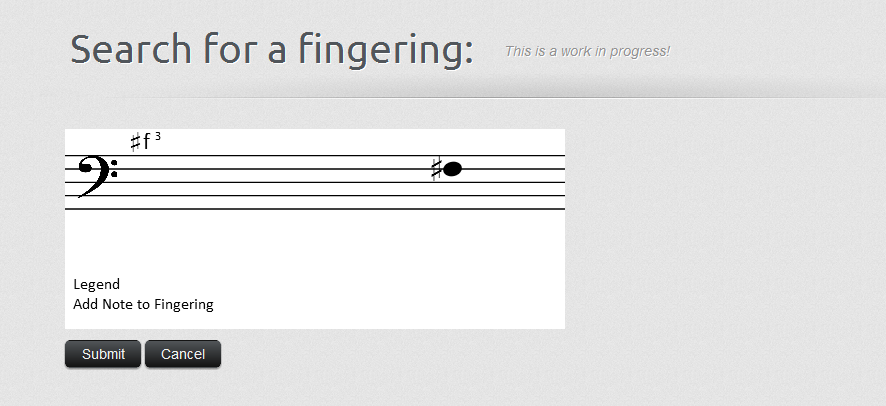 Search for a fingering:
This is a work in progress!
♯f 3
Legend
Add Note to Fingering
Submit
Cancel